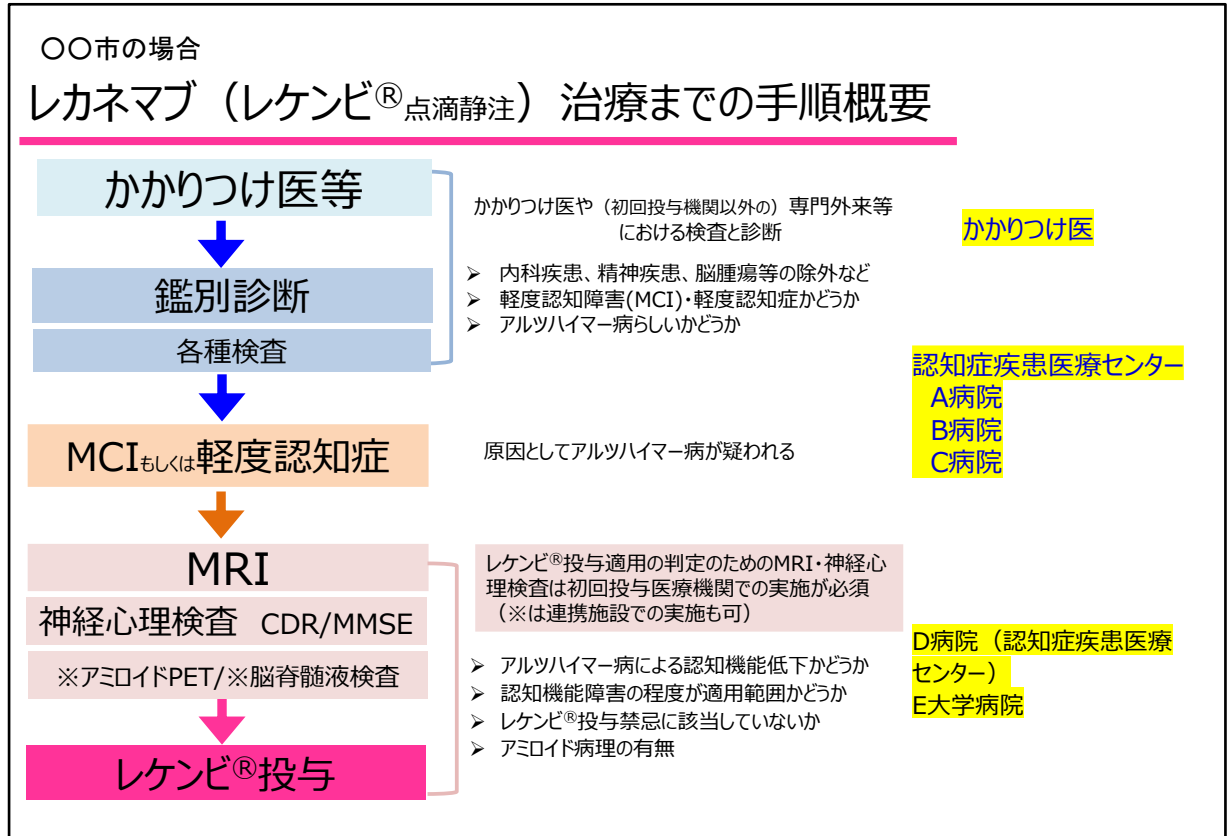 〇〇市の場合
レカネマブ（レケンビ®点滴静注）治療までの手順概要
かかりつけ医等
鑑別診断
各種検査
MCIもしくは軽度認知症
MRI
神経心理検査 CDR/MMSE
※アミロイドPET/※脳脊髄液検査
レケンビ®投与
かかりつけ医や（初回投与機関以外の）専門外来等
における検査と診断
➢ 内科疾患、精神疾患、脳腫瘍等の除外など
➢ 軽度認知障害(MCI)・軽度認知症かどうか
➢ アルツハイマー病らしいかどうか
原因としてアルツハイマー病が疑われる
レケンビ®投与適用の判定のためのMRI・神経心
理検査は初回投与医療機関での実施が必須
（※は連携施設での実施も可）
➢ アルツハイマー病による認知機能低下かどうか
➢ 認知機能障害の程度が適用範囲かどうか
➢ レケンビ®投与禁忌に該当していないか
➢ アミロイド病理の有無
かかりつけ医
認知症疾患医療センター
A病院
B病院
C病院
D病院（認知症疾患医療
センター）
E大学病院